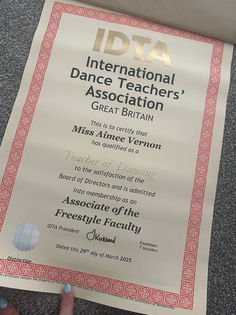 IDTA
International
Dance Teachers'
Association
GREAT BRITAIN
This is to certify that
Miss Aimee Vernon
has qualified as a
Teacher of Dancing
to the satisfaction of the
Board of Directors and is admitted
into membership as an
Associate of the
Freestyle Faculty
IDTA President
Examiner:
Dated this 29th day of March 2025
Distinction
IDTA